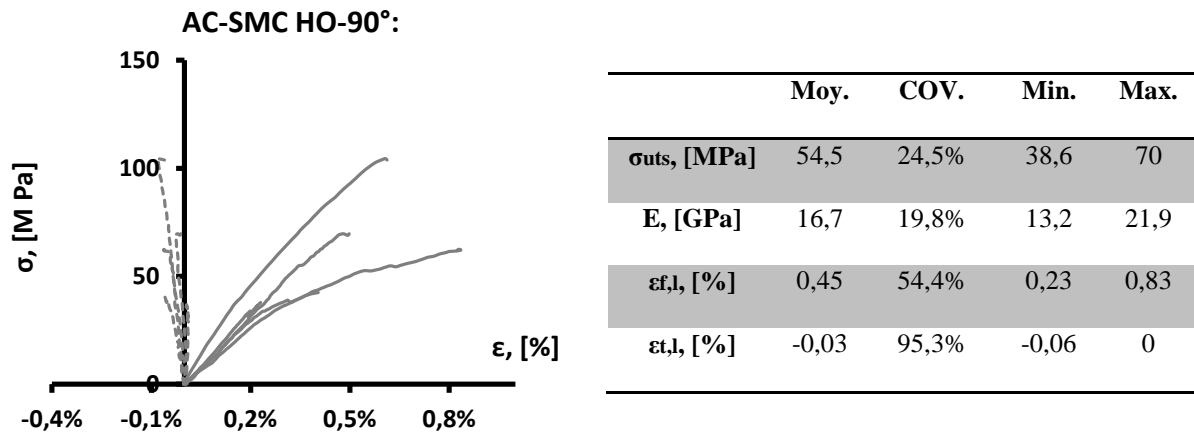 AC-SMC HO-90°:
150
100
50
0
σ, [M Pa]
ε, [%]
-0,4% -0,1% 0,2% 0,5% 0,8%
Moy. COV. Min. Max.
σuts, [MPa] 54,5 24,5% 38,6 70
E, [GPa] 16,7 19,8% 13,2 21,9
εf,l, [%] 0,45 54,4% 0,23 0,83
εt,l, [%] -0,03 95,3% -0,06 0